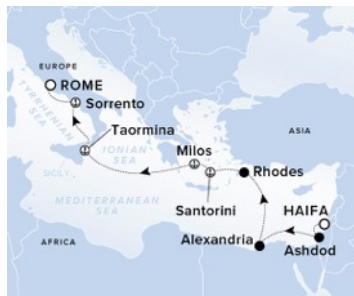 EUROPE
ROME
Sorrento
TYRRHENIAN
SEA
Taormina
IONIAN
SEA
SICILY
Milos
ASIA
Rhodes
Santorini
MEDITERRANEAN
SEA
HAIFA
AFRICA
Alexandria
Ashdod